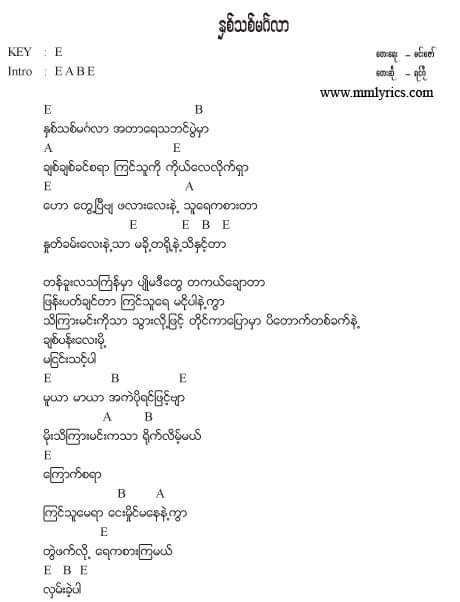 နှစ်သစ်မင်္ဂလာ
KEY : E
တေးရေး – မင်းဇော်
Intro : E A B E
တေးဆို – ရင်ဂို
www.mmlyrics.com
E B
နှစ်သစ်မင်္ဂလာ အတာရေသဘင်ပွဲမှာ
A E
ချစ်ချစ်ခင်စရာ ကြင်သူကို ကိုယ်လေလိုက်ရှာ
E A
ဟော တွေ့ပြီဗျ ဖလားလေးနဲ့ သူရေကစားတာ
E E B E
နှုတ်ခမ်းလေးနဲ့သာ မခို့တရို့နဲ့သိနှင့်တာ
တန်ခူးလသင်္ကြန်မှာ ပျိုမဒီတွေ တကယ်ချောတာ
ဖြန်းပတ်ချင်တာ ကြင်သူရေ မငိုပါနဲ့ကွာ
သိကြားမင်းကိုသာ သွားလို့ဖြင့် တိုင်ကာပြောမှာ ပိတောက်တစ်ခက်နဲ့
ချစ်ပန်းလေးမို့
မငြင်းသင့်ပါ
E B E
မူယာ မာယာ အကဲပိုရင်ဖြင့်ဗျာ
A B
မိုးသိကြားမင်းကသာ ရိုက်လိမ့်မယ်
E
ကြောက်စရာ
B A
ကြင်သူမေရာ ငေးမှိုင်မနေနဲ့ကွာ
E
တွဲဖက်လို့ ရေကစားကြမယ်
E B E
လှမ်းခဲ့ပါ